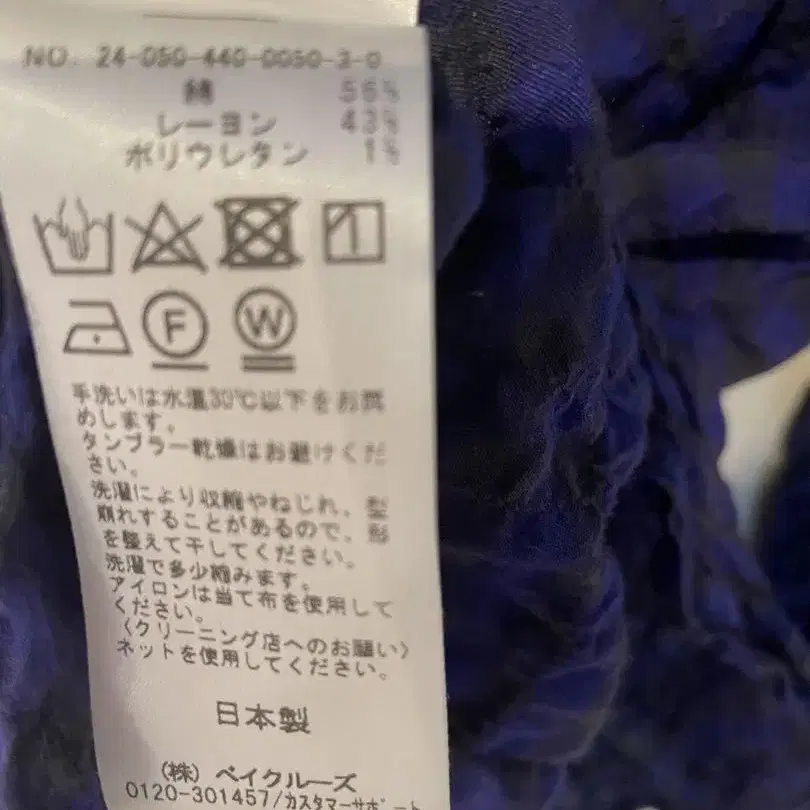 NO. 24-050-440-0050-3-0
綿 56%
レーヨン 43%
ポリウレタン 1%
F W
手洗いは水温30℃以下をお奨
めします。
タンブラー乾燥はお避けくだ
さい。
洗濯により収縮やねじれ、型
崩れすることがあるので、形
を整えて干してください。
洗濯で多少縮みます。
アイロンは当て布を使用して
ください。
〈クリーニング店へのお願い〉
ネットを使用してください。
日本製
(株) ベイクルーズ
0120-301457/カスタマーサポート